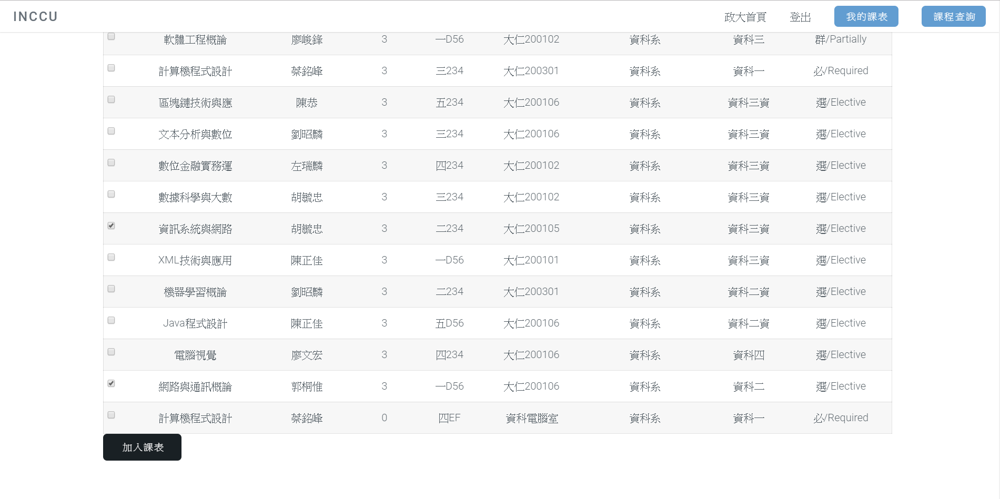 INCCU 政大首頁 登出 我的課表 課程查詢
軟體工程概論 廖峻鋒 3 一D56 大仁200102 資科系 資科三 群/Partially
計算機程式設計 蔡銘峰 3 三234 大仁200301 資科系 資科一 必/Required
區塊鏈技術與應 陳恭 3 五234 大仁200106 資科系 資科三資 選/Elective
文本分析與數位 劉昭麟 3 三234 大仁200106 資科系 資科三資 選/Elective
數位金融實務運 左瑞麟 3 四234 大仁200102 資科系 資科三資 選/Elective
數據科學與大數 胡毓忠 3 三234 大仁200102 資科系 資科三資 選/Elective
資訊系統與網路 胡毓忠 3 二234 大仁200105 資科系 資科三資 選/Elective
XML技術與應用 陳正佳 3 一D56 大仁200101 資科系 資科三資 選/Elective
機器學習概論 劉昭麟 3 二234 大仁200301 資科系 資科二資 選/Elective
Java程式設計 陳正佳 3 五D56 大仁200106 資科系 資科二資 選/Elective
電腦視覺 廖文宏 3 四234 大仁200106 資科系 資科四 選/Elective
網路與通訊概論 郭桐惟 3 一D56 大仁200106 資科系 資科二 選/Elective
計算機程式設計 蔡銘峰 0 四EF 資科電腦室 資科系 資科一 必/Required
加入課表